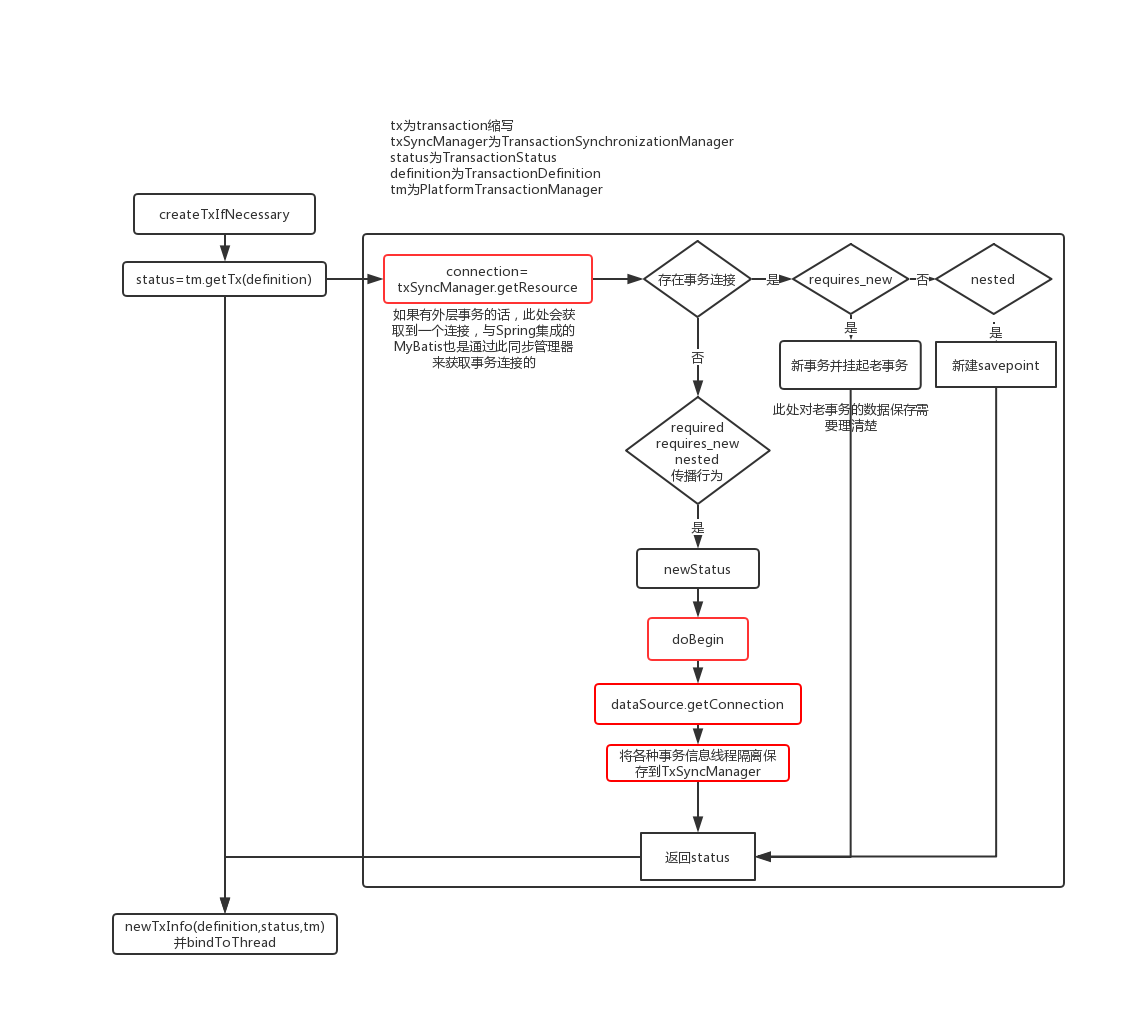 tx为transaction缩写
txSyncManager为TransactionSynchronizationManager
status为TransactionStatus
definition为TransactionDefinition
tm为PlatformTransactionManager
createTxIfNecessary
status=tm.getTx(definition)
connection=
txSyncManager.getResource
如果有外层事务的话，此处会获
取到一个连接，与Spring集成的
MyBatis也是通过此同步管理器
来获取事务连接的
存在事务连接
是
requires_new
否
nested
是
是
新事务并挂起老事务
新建savepoint
此处对老事务的数据保存需
要理清楚
否
required
requires_new
nested
传播行为
是
newStatus
doBegin
dataSource.getConnection
将各种事务信息线程隔离保
存到TxSyncManager
返回status
newTxInfo(definition,status,tm)
并bindToThread